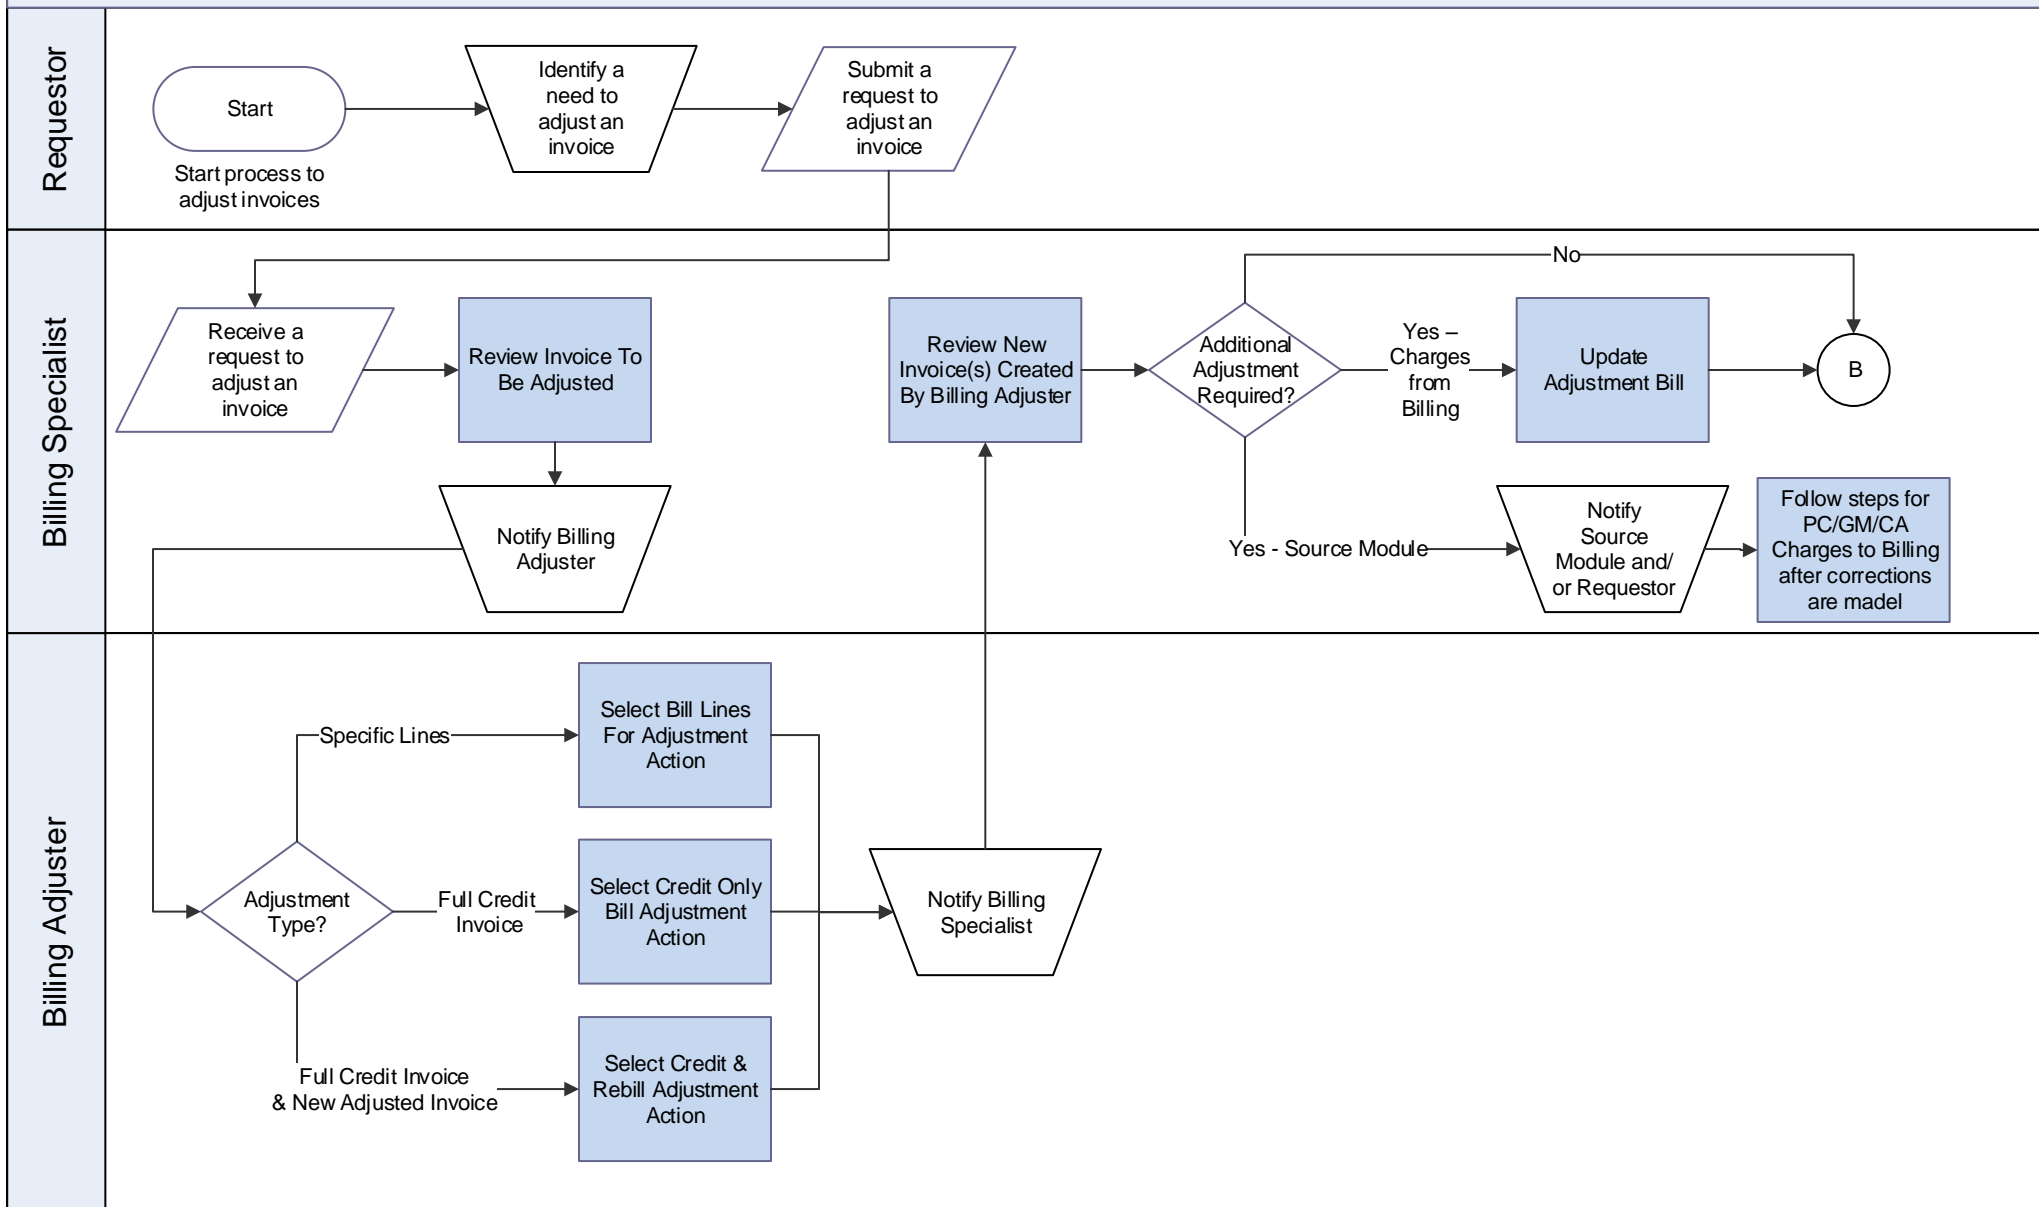 Requestor
Start
Start process to
adjust invoices
Identify a
need to
adjust an
invoice
Submit a
request to
adjust an
invoice
Billing Specialist
Receive a
request to
adjust an
invoice
Review Invoice To
Be Adjusted
Notify Billing
Adjuster
Review New
Invoice(s) Created
By Billing Adjuster
Additional
Adjustment
Required?
No
Yes –
Charges
from
Billing
Update
Adjustment Bill
B
Yes - Source Module
Notify
Source
Module and/
or Requestor
Follow steps for
PC/GM/CA
Charges to Billing
after corrections
are madel
Billing Adjuster
Adjustment
Type?
Specific Lines
Select Bill Lines
For Adjustment
Action
Full Credit
Invoice
Select Credit Only
Bill Adjustment
Action
Full Credit Invoice
& New Adjusted Invoice
Select Credit &
Rebill Adjustment
Action
Notify Billing
Specialist